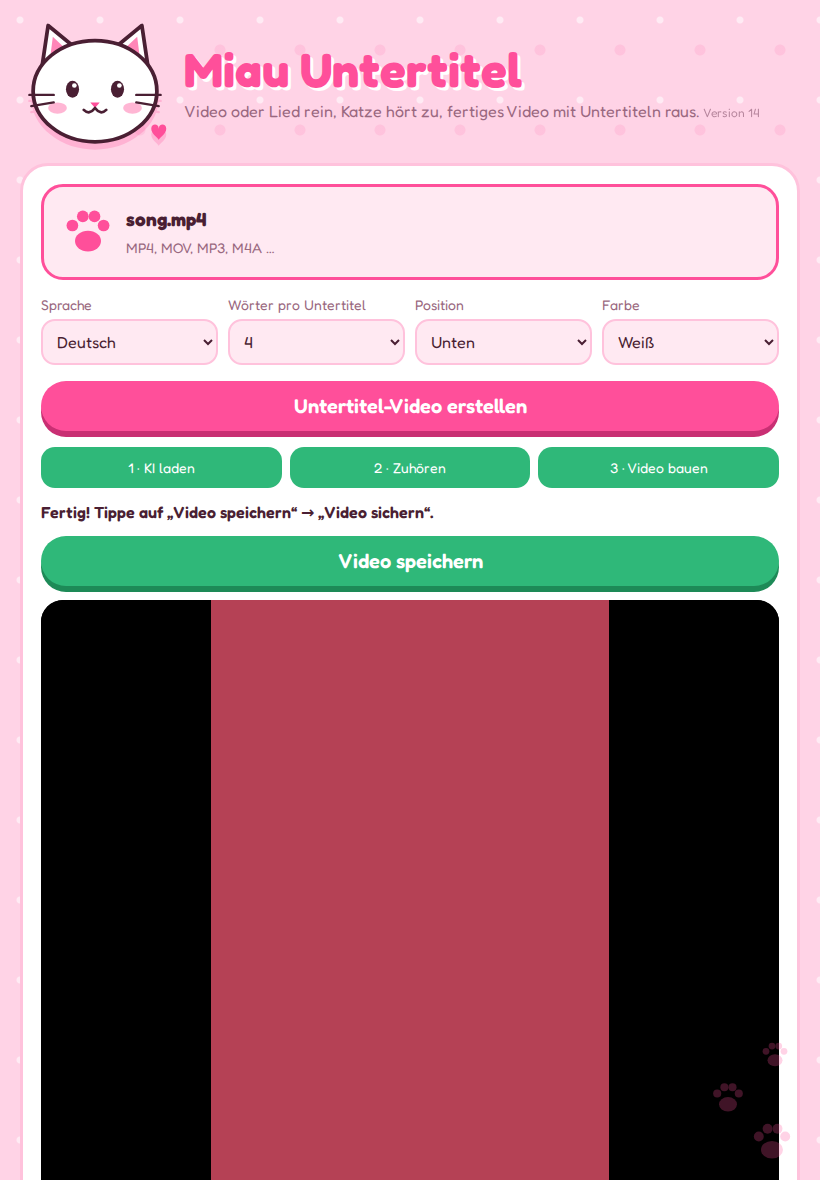 Miau Untertitel
Video oder Lied rein, Katze hört zu, fertiges Video mit Untertiteln raus. Version 14
song.mp4
MP4, MOV, MP3, M4A ...
Sprache
Wörter pro Untertitel
Position
Farbe
Deutsch
4
Unten
Weiß
Untertitel-Video erstellen
1 · KI laden
2 · Zuhören
3 · Video bauen
Fertig! Tippe auf „Video speichern“ → „Video sichern“.
Video speichern